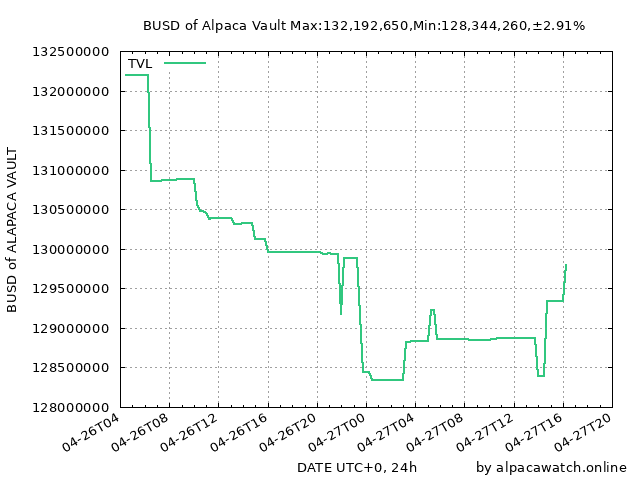 BUSD of Alpaca Vault Max:132,192,650,Min:128,344,260,±2.91%
TVL
132500000
132000000
131500000
131000000
130500000
130000000
129500000
129000000
128500000
128000000
BUSD of ALAPACA VAULT
04-26T04
04-26T08
04-26T12
04-26T16
04-26T20
04-27T00
04-27T04
04-27T08
04-27T12
04-27T16
04-27T20
DATE UTC+0, 24h
by alpacawatch.online